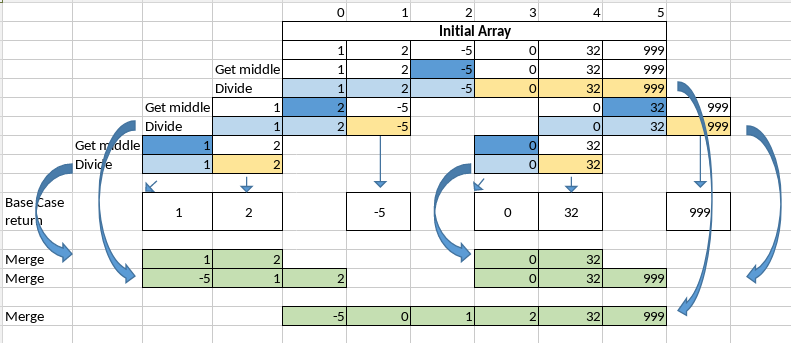 0 1 2 3 4 5
Initial Array
1 2 -5 0 32 999
Get middle 1 2 -5 0 32 999
Divide 1 2 -5 0 32 999
Get middle 1 2 -5 0 32 999
Divide 1 2 -5 0 32 999
Get middle 1 2 0 32
Divide 1 2 0 32
Base Case
return
1 2 -5 0 32 999
Merge 1 2 0 32
Merge -5 1 2 0 32 999
Merge -5 0 1 2 32 999